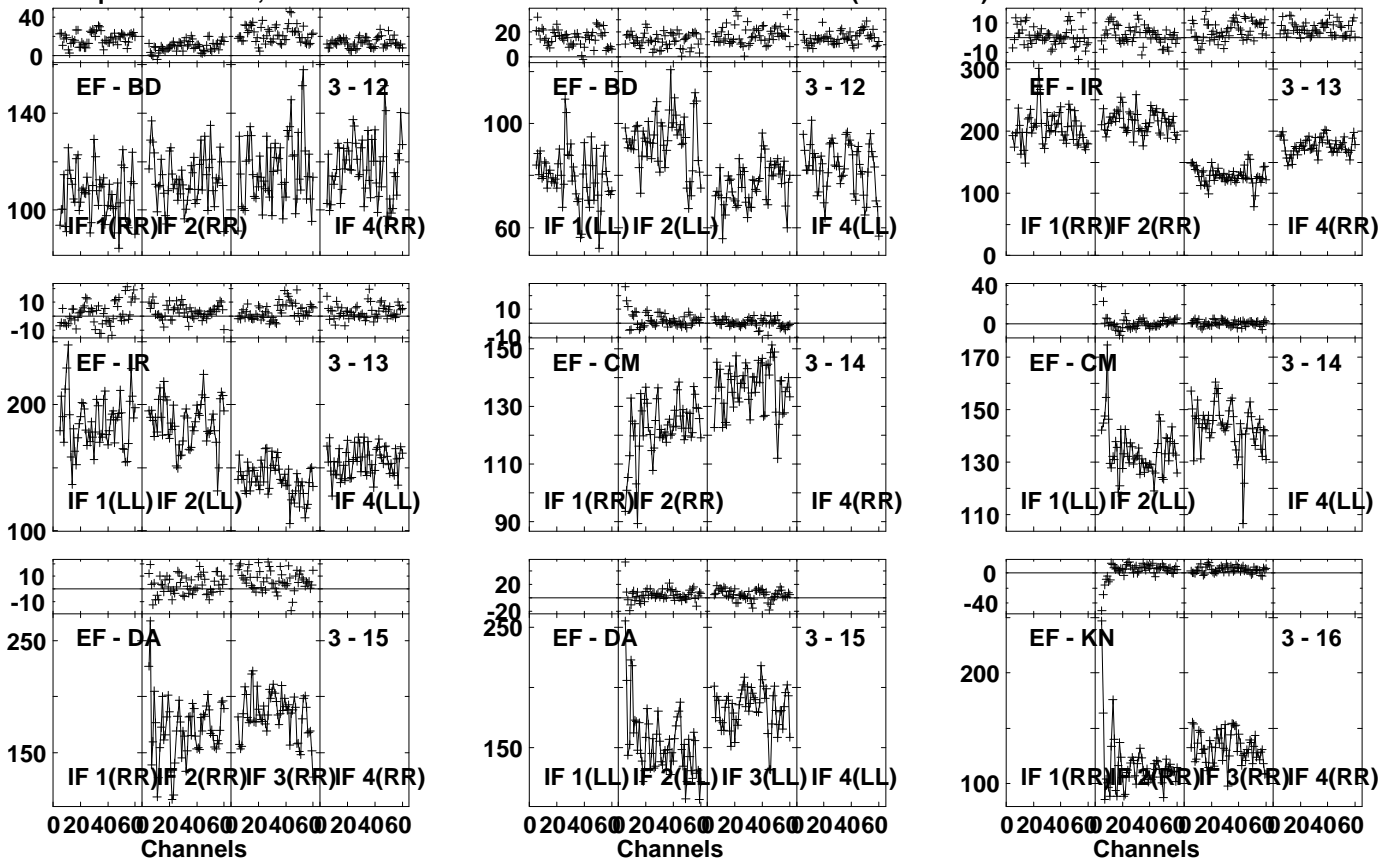 40
0
EF - BD 3 - 12
140
100
IF 1(RR) IF 2(RR) IF 4(RR)
20
0
EF - BD 3 - 12
100
60
IF 1(LL) IF 2(LL) IF 4(LL)
10
-10
300
EF - IR 3 - 13
200
100
0
IF 1(RR) IF 2(RR) IF 4(RR)
10
-10
EF - IR 3 - 13
200
100
IF 1(LL) IF 2(LL) IF 4(LL)
10
-10
150
EF - CM 3 - 14
130
110
90
IF 1(RR) IF 2(RR) IF 4(RR)
40
0
170
EF - CM 3 - 14
150
130
110
IF 1(LL) IF 2(LL) IF 4(LL)
10
-10
250
EF - DA 3 - 15
150
IF 1(RR) IF 2(RR) IF 3(RR) IF 4(RR)
0 20 40 60 0 20 40 60 0 20 40 60 0 20 40 60
Channels
20
-20
250
EF - DA 3 - 15
150
IF 1(LL) IF 2(LL) IF 3(LL) IF 4(LL)
0 20 40 60 0 20 40 60 0 20 40 60 0 20 40 60
Channels
0
-40
EF - KN 3 - 16
200
100
IF 1(RR) IF 2(RR) IF 3(RR) IF 4(RR)
0 20 40 60 0 20 40 60 0 20 40 60 0 20 40 60
Channels